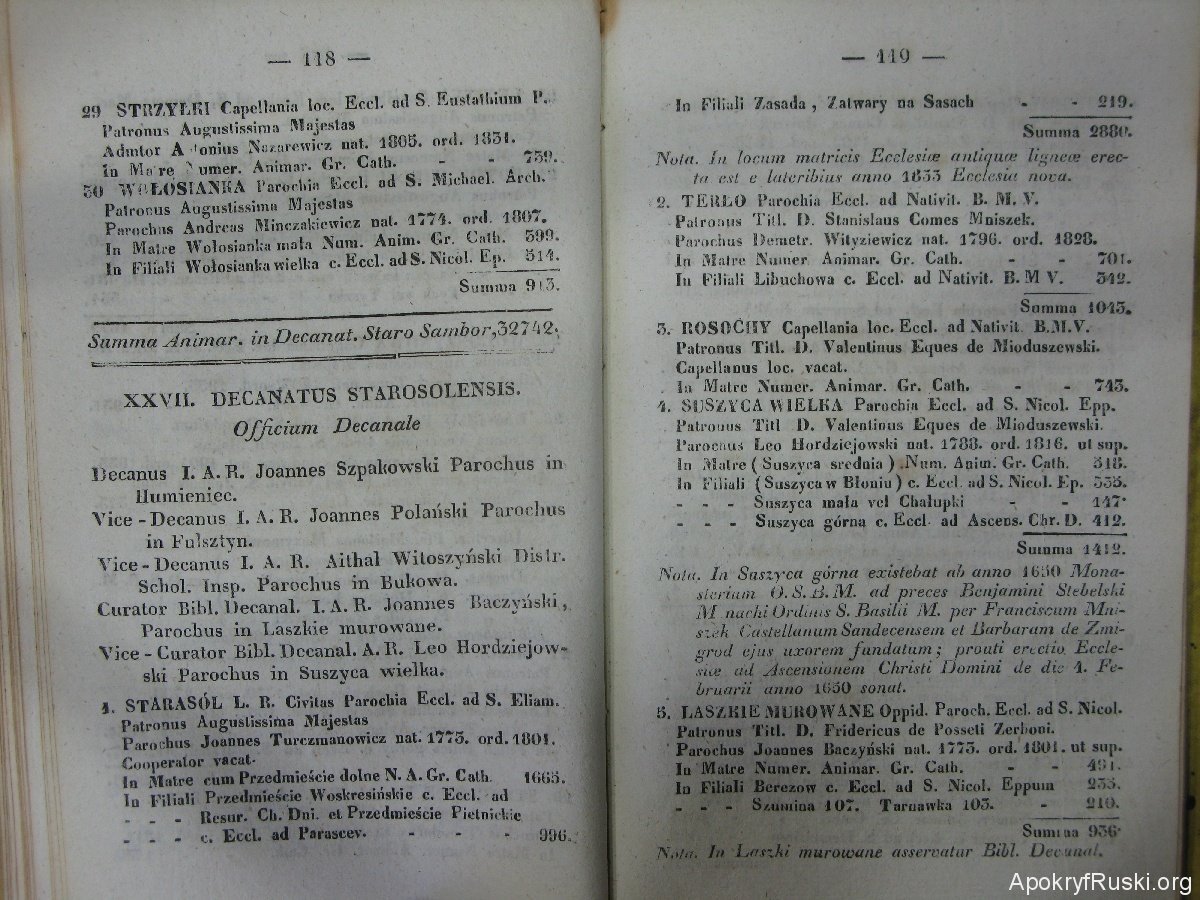 — 118 —
29 STRZYŁKI Capellania loc. Eccl. ad S. Eustathium P.
Patronus Augustissima Majestas
Admtor Antonius Nazarewicz nat. 1805. ord. 1831.
In Matre Numer. Animar. Gr. Cath. - - 759.
30 WOŁOSIANKA Parochia Eccl. ad S. Michael. Arch.
Patronus Augustissima Majestas
Parochus Andreas Minczakiewicz nat. 1774. ord. 1807.
In Matre Wołosianka mała Num. Anim. Gr. Cath. 399.
In Filiali Wołosianka wielka c. Eccl. ad S. Nicol. Ep. 514.
Summa 913.
Summa Animar. in Decanat. Staro Sambor, 32742.
XXVII. DECANATUS STAROSOLENSIS.
Officium Decanale
Decanus I. A. R. Joannes Szpakowski Parochus in
Humieniec.
Vice-Decanus I. A. R. Joannes Polański Parochus
in Fulsztyn.
Vice-Decanus I. A. R. Aithal Witoszyński Distr.
Schol. Insp. Parochus in Bukowa.
Curator Bibl. Decanal. I. A. R. Joannes Baczyński,
Parochus in Laszkie murowane.
Vice-Curator Bibl. Decanal. A. R. Leo Hordziejow-
ski Parochus in Suszyca wielka.
1. STARASÓL L. R. Civitas Parochia Eccl. ad S. Eliam.
Patronus Augustissima Majestas
Parochus Joannes Turczmanowicz nat. 1773. ord. 1801.
Cooperator vacat.
In Matre cum Przedmieście dolne N. A. Gr. Cath. 1665.
In Filiali Przedmieście Woskresińskie c. Eccl. ad
- - - Resur. Ch. Dni. et Przedmieście Pietnickie
- - - c. Eccl. ad Parascev. - - - 996.
— 119 —
In Filiali Zasada, Zatwary na Sasach - - 219.
Summa 2880.
Nota. In locum matricis Ecclesiæ antiquæ ligneæ erec-
ta est e lateribius anno 1833 Ecclesia nova.
2. TERŁO Parochia Eccl. ad Nativit. B. M. V.
Patronus Titl. D. Stanislaus Comes Mniszek.
Parochus Demetr. Wityziewicz nat. 1796. ord. 1828.
In Matre Numer. Animar. Gr. Cath. - - 701.
In Filiali Libuchowa c. Eccl. ad Nativit. B. M V. 342.
Summa 1043.
3. ROSOCHY Capellania loc. Eccl. ad Nativit. B.M.V.
Patronus Titl. D. Valentinus Eques de Mioduszewski.
Capellanus loc. vacat.
In Matre Numer. Animar. Gr. Cath. - - 743.
4. SUSZYCA WIELKA Parochia Eccl. ad S. Nicol. Epp.
Patronus Titl D. Valentinus Eques de Mioduszewski.
Parochus Leo Hordziejowski nat. 1788. ord. 1816. ut sup.
In Matre (Suszyca srednia) Num. Anim. Gr. Cath. 318.
In Filiali (Suszyca w Błoniu) c. Eccl. ad S. Nicol. Ep. 535.
- - - Suszyca mała vel Chałupki - - 147.
- - - Suszyca górna c. Eccl. ad Ascens. Chr. D. 412.
Summa 1412.
Nota. In Suszyca górna existebat ab anno 1650 Mona-
sterium O. S. B. M. ad preces Benjamini Stebelski
Monachi Ordinis S. Basilii M. per Franciscum Mni-
szek Castellanum Sandecensem et Barbaram de Zmi-
grod ejus uxorem fundatum; prouti erectio Eccle-
siæ ad Ascensionem Christi Domini de die 4. Fe-
bruarii anno 1650 sonat.
5. LASZKIE MUROWANE Oppid. Paroch. Eccl. ad S. Nicol.
Patronus Titl. D. Fridericus de Posseti Zerboni.
Parochus Joannes Baczyński nat. 1773. ord. 1801. ut sup.
In Matre Numer. Animar. Gr. Cath. - - 491.
In Filiali Berezow c. Eccl. ad S. Nicol. Eppum 235.
- - - Szumina 107. Tarnawka 103. - 210.
Summa 936.
Nota. In Laszki murowane asservatur Bibl. Decanal.
ApokryfRuski.org